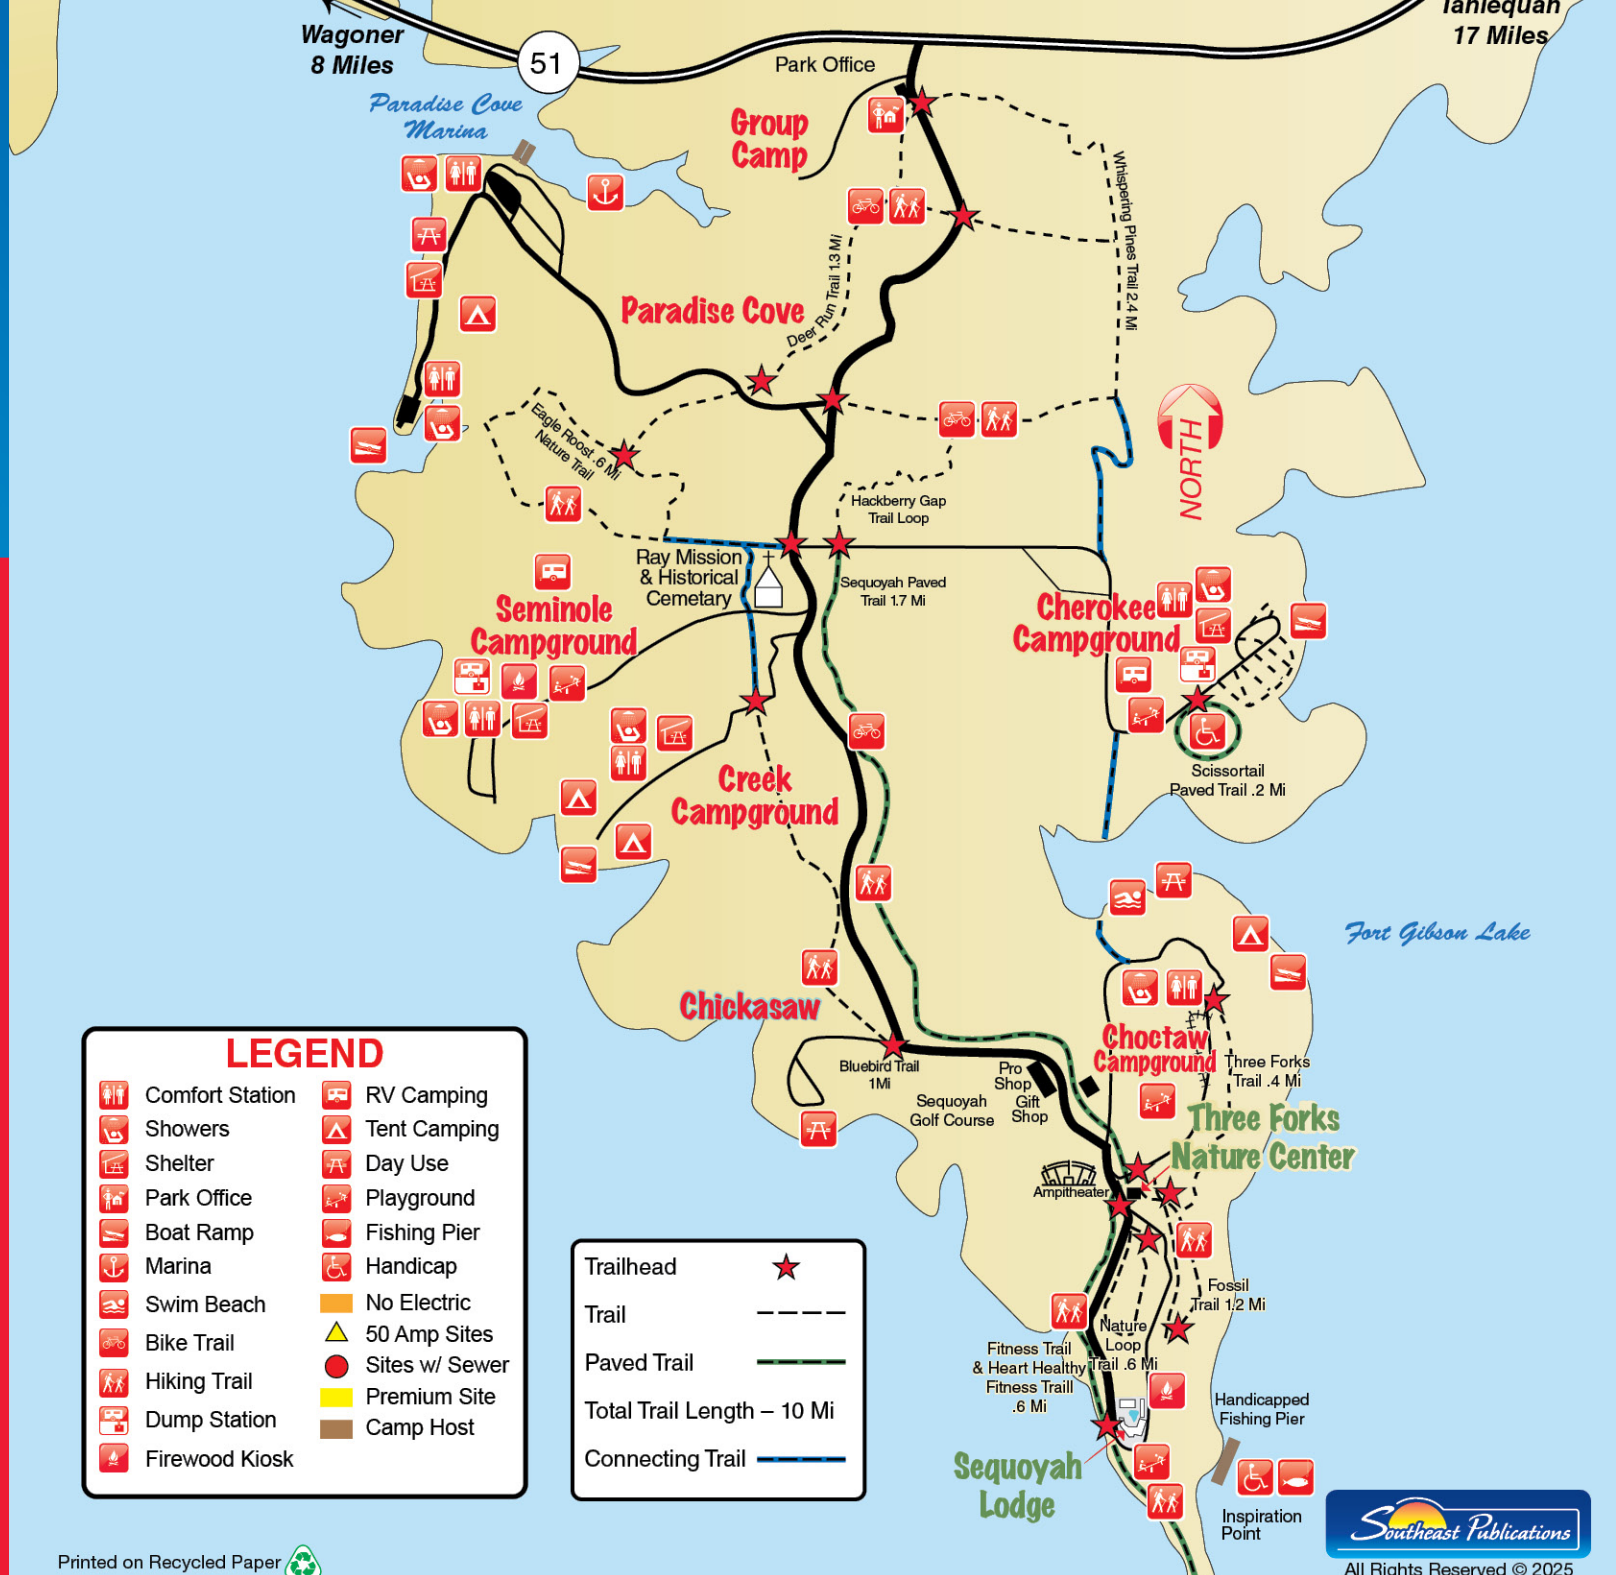 Tahlequah
17 Miles
Wagoner
8 Miles
51
Park Office
Paradise Cove
Marina
Group
Camp
Whispering Pines Trail 2.4 Mi
Deer Run Trail 1.3 Mi
Paradise Cove
Eagle Roost .6 Mi
Nature Trail
NORTH
Hackberry Gap
Trail Loop
Ray Mission
& Historical
Cemetery
Sequoyah Paved
Trail 1.7 Mi
Seminole
Campground
Cherokee
Campground
Scissortail
Paved Trail .2 Mi
Creek
Campground
Fort Gibson Lake
Chickasaw
Bluebird Trail
1Mi
Sequoyah
Golf Course
Pro
Shop
Gift
Shop
Choctaw
Campground
Three Forks
Trail .4 Mi
Three Forks
Nature Center
Ampitheater
Fossil
Trail 1.2 Mi
Nature
Loop
Trail .6 Mi
Fitness Trail
& Heart Healthy
Fitness Traill
.6 Mi
Handicapped
Fishing Pier
Sequoyah
Lodge
Inspiration
Point
LEGEND
Comfort Station
Showers
Shelter
Park Office
Boat Ramp
Marina
Swim Beach
Bike Trail
Hiking Trail
Dump Station
Firewood Kiosk
RV Camping
Tent Camping
Day Use
Playground
Fishing Pier
Handicap
No Electric
50 Amp Sites
Sites w/ Sewer
Premium Site
Camp Host
Trailhead
Trail
Paved Trail
Total Trail Length – 10 Mi
Connecting Trail
Southeast Publications
All Rights Reserved © 2025
Printed on Recycled Paper